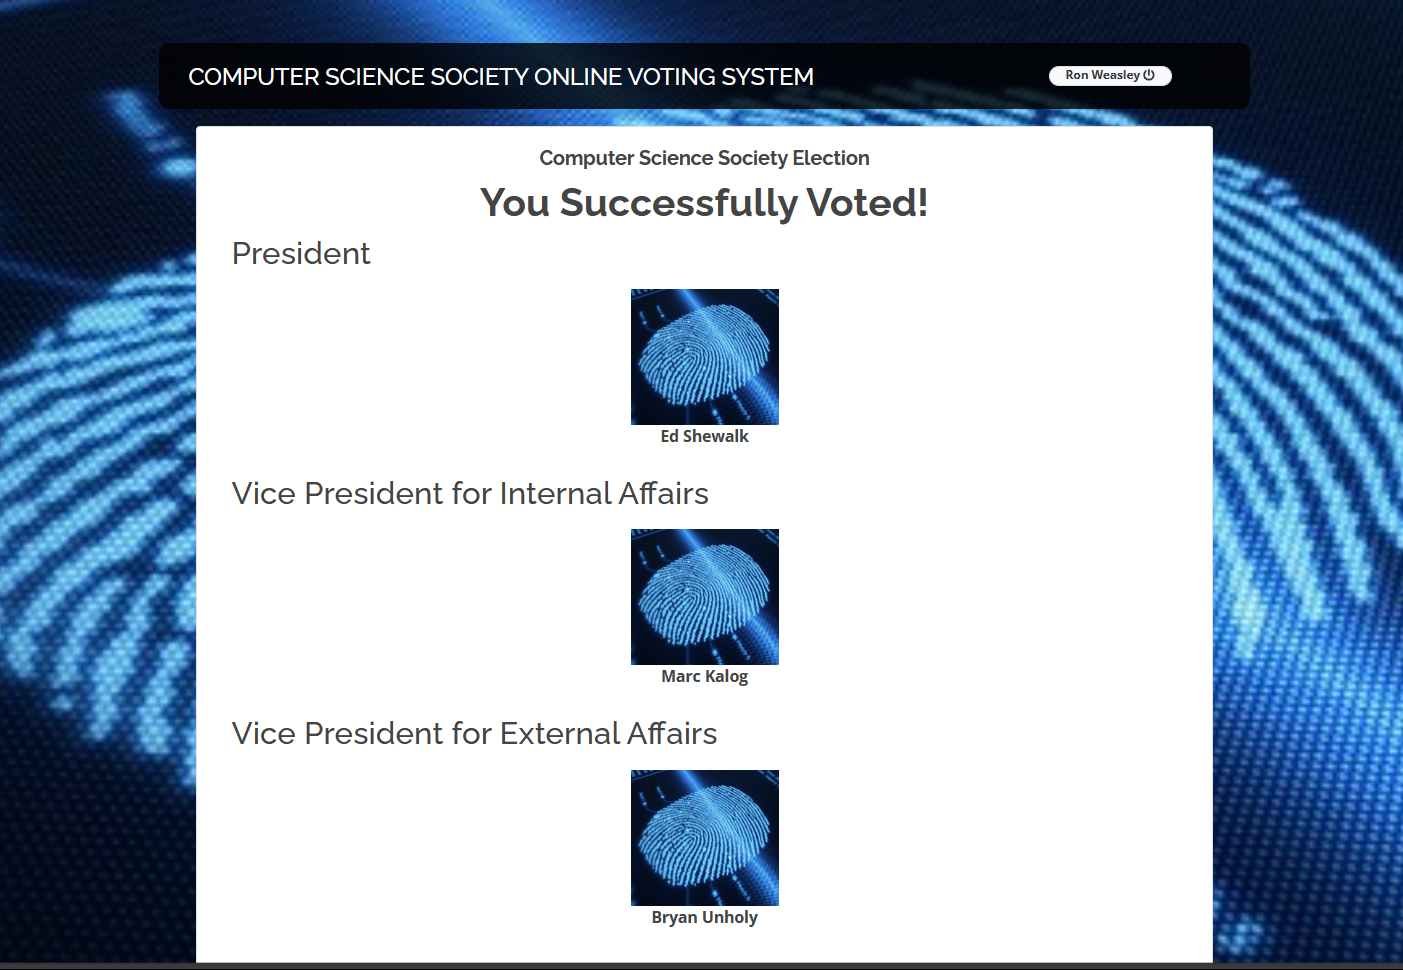 COMPUTER SCIENCE SOCIETY ONLINE VOTING SYSTEM
Ron Weasley
Computer Science Society Election
You Successfully Voted!
President
Ed Shewalk
Vice President for Internal Affairs
Marc Kalog
Vice President for External Affairs
Bryan Unholy